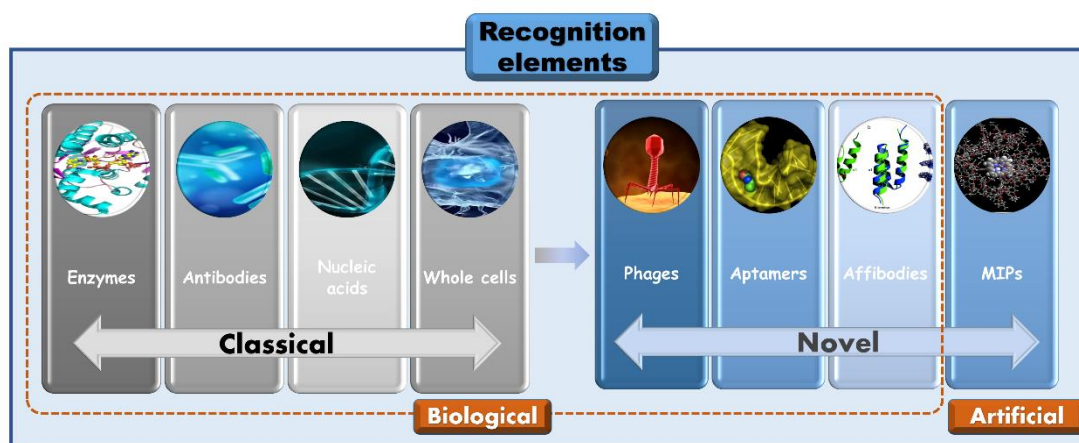 Recognition
elements
Enzymes
Antibodies
Nucleic
acids
Whole cells
Phages
Aptamers
Affibodies
MIPs
Classical
Novel
Biological
Artificial